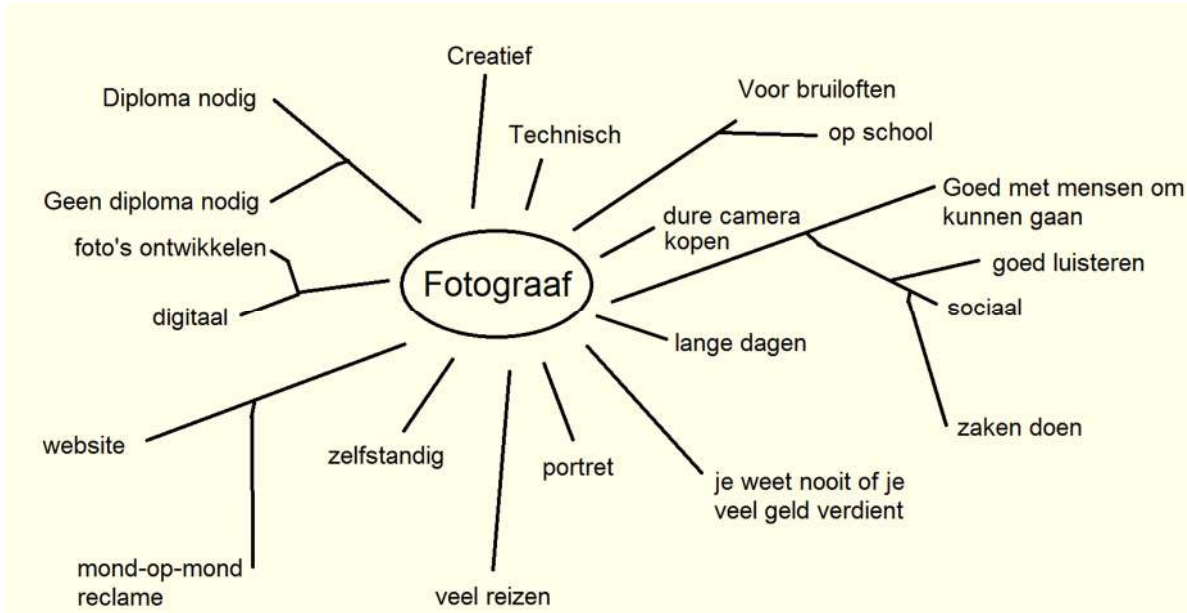 Creatief
Diploma nodig
Voor bruiloften
Technisch
op school
Geen diploma nodig
Goed met mensen om
kunnen gaan
dure camera
kopen
foto's ontwikkelen
goed luisteren
Fotograaf
digitaal
sociaal
lange dagen
website
zelfstandig
portret
zaken doen
je weet nooit of je
veel geld verdient
mond-op-mond
reclame
veel reizen